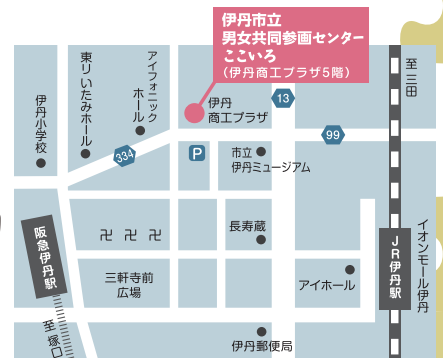 伊丹市立
男女共同参画センター
ここいろ
(伊丹商工プラザ5階)
至 三田
東リ いたみホール
アイフォニック
ホール
伊丹
商工プラザ
伊丹小学校
13
99
334
P
市立
伊丹ミュージアム
卍 卍 卍
長寿蔵
阪急伊丹駅
三軒寺前
広場
アイホール
JR伊丹駅
イオンモール伊丹
至 塚口
伊丹郵便局